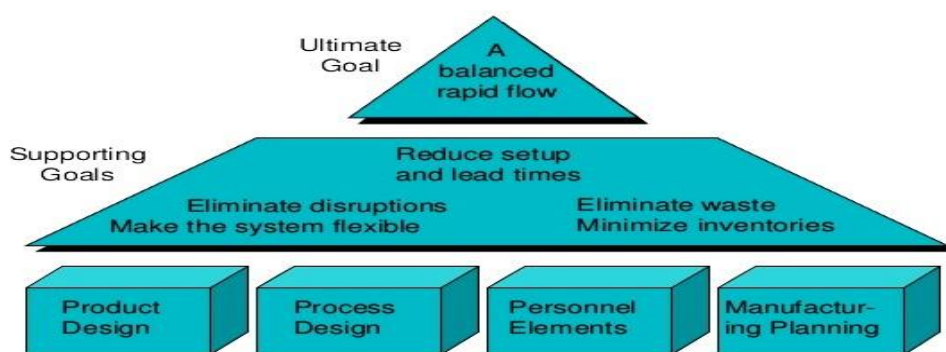 Ultimate
Goal
A
balanced
rapid flow
Supporting
Goals
Reduce setup
and lead times
Eliminate disruptions
Make the system flexible
Eliminate waste
Minimize inventories
Product
Design
Process
Design
Personnel
Elements
Manufactur-
ing Planning